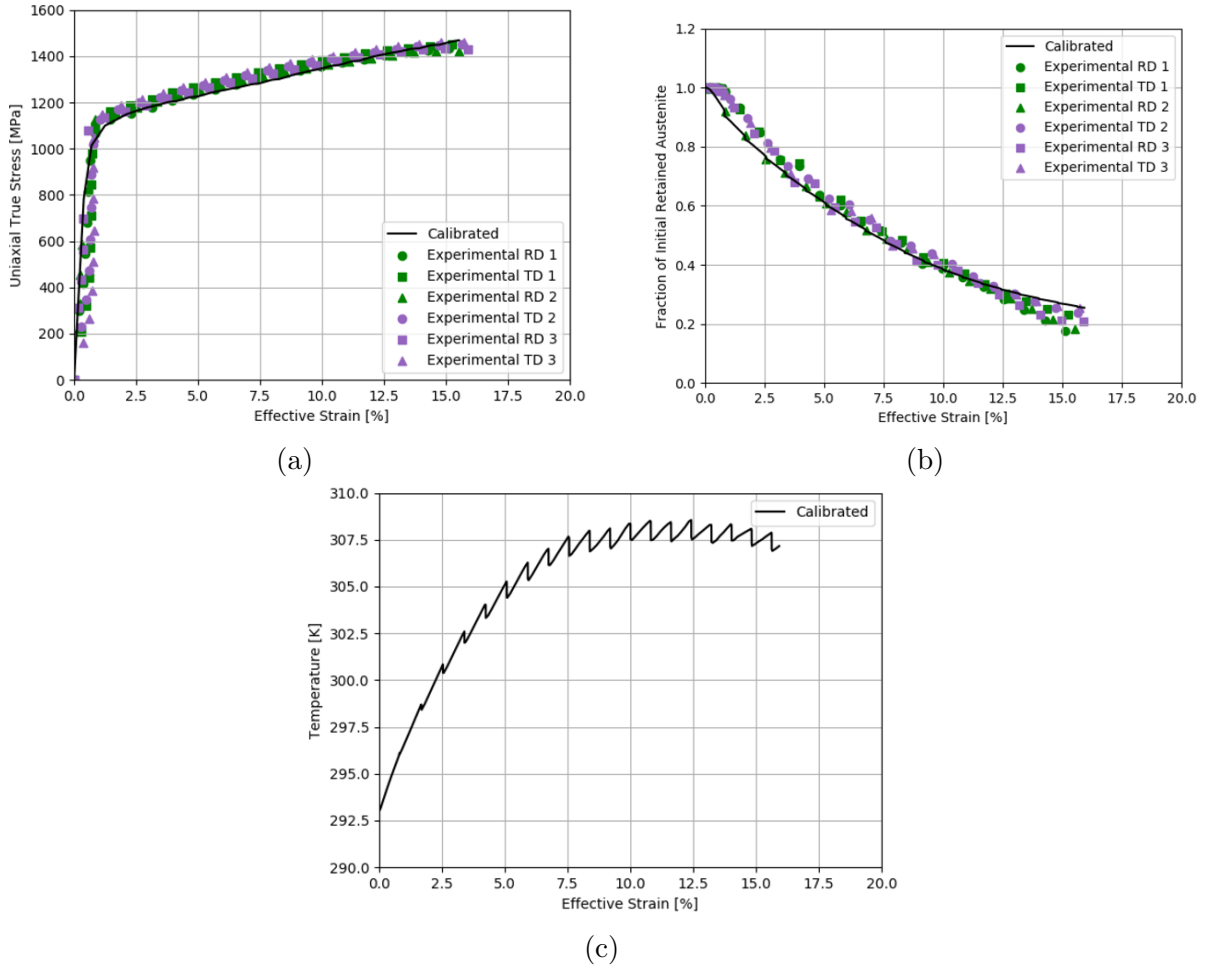 1600
1400
1200
1000
800
600
400
200
0
Uniaxial True Stress [MPa]
0.0 2.5 5.0 7.5 10.0 12.5 15.0 17.5 20.0
Effective Strain [%]
Calibrated
Experimental RD 1
Experimental TD 1
Experimental RD 2
Experimental TD 2
Experimental RD 3
Experimental TD 3
(a)
1.2
1.0
0.8
0.6
0.4
0.2
0.0
Fraction of Initial Retained Austenite
0.0 2.5 5.0 7.5 10.0 12.5 15.0 17.5 20.0
Effective Strain [%]
Calibrated
Experimental RD 1
Experimental TD 1
Experimental RD 2
Experimental TD 2
Experimental RD 3
Experimental TD 3
(b)
310.0
307.5
305.0
302.5
300.0
297.5
295.0
292.5
290.0
Temperature [K]
0.0 2.5 5.0 7.5 10.0 12.5 15.0 17.5 20.0
Effective Strain [%]
Calibrated
(c)